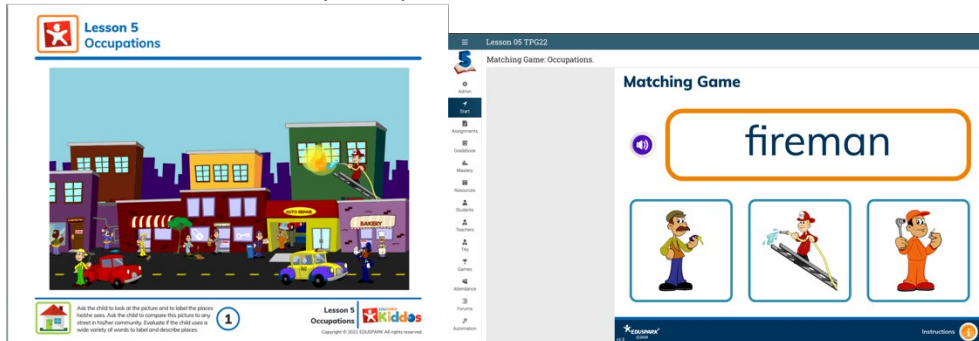 Lesson 5
Occupations
AUTO REPAIR
BAKERY
Ask the child to look at the picture and to label the places
he/she sees. Ask the child to compare this picture to any
street in his/her community. Evaluate if the child uses a
wide variety of words to label and describe places.
1
Lesson 5
Occupations
EDUSPARK
Kiddos
Copyright © 2021 EDUSPARK All rights reserved
Lesson 05 TPG22
Matching Game: Occupations.
Admin
Start
Assignments
Gradebook
Mastery
Resources
Students
Teachers
TAs
Games
Attendance
Forums
Automation
Matching Game
fireman
EDUSPARK
Instructions